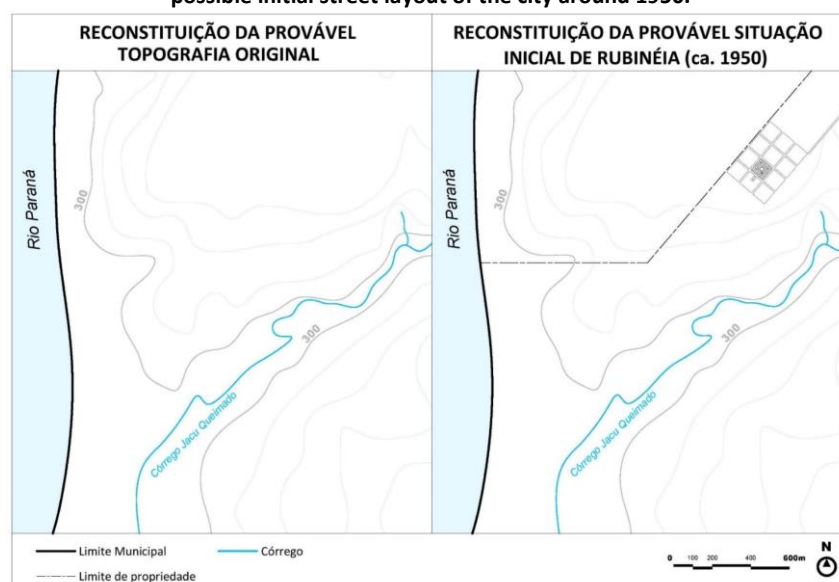 possible initial street layout of the city around 1950.
RECONSTITUIÇÃO DA PROVÁVEL
TOPOGRAFIA ORIGINAL
RECONSTITUIÇÃO DA PROVÁVEL SITUAÇÃO
INICIAL DE RUBINÉIA (ca. 1950)
Rio Paraná
300
300
Córrego Jacu Queimado
Rio Paraná
300
300
Córrego Jacu Queimado
Limite Municipal
Córrego
Limite de propriedade
0 100 200 400 600m
N